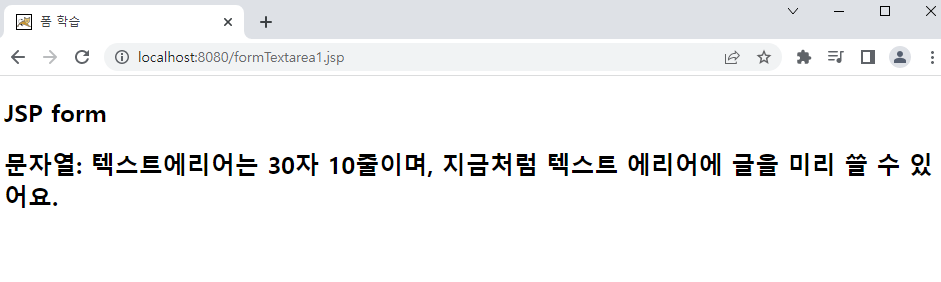 폼 학습
localhost:8080/formTextarea1.jsp
JSP form
문자열: 텍스트에리어는 30자 10줄이며, 지금처럼 텍스트 에리어에 글을 미리 쓸 수 있
어요.